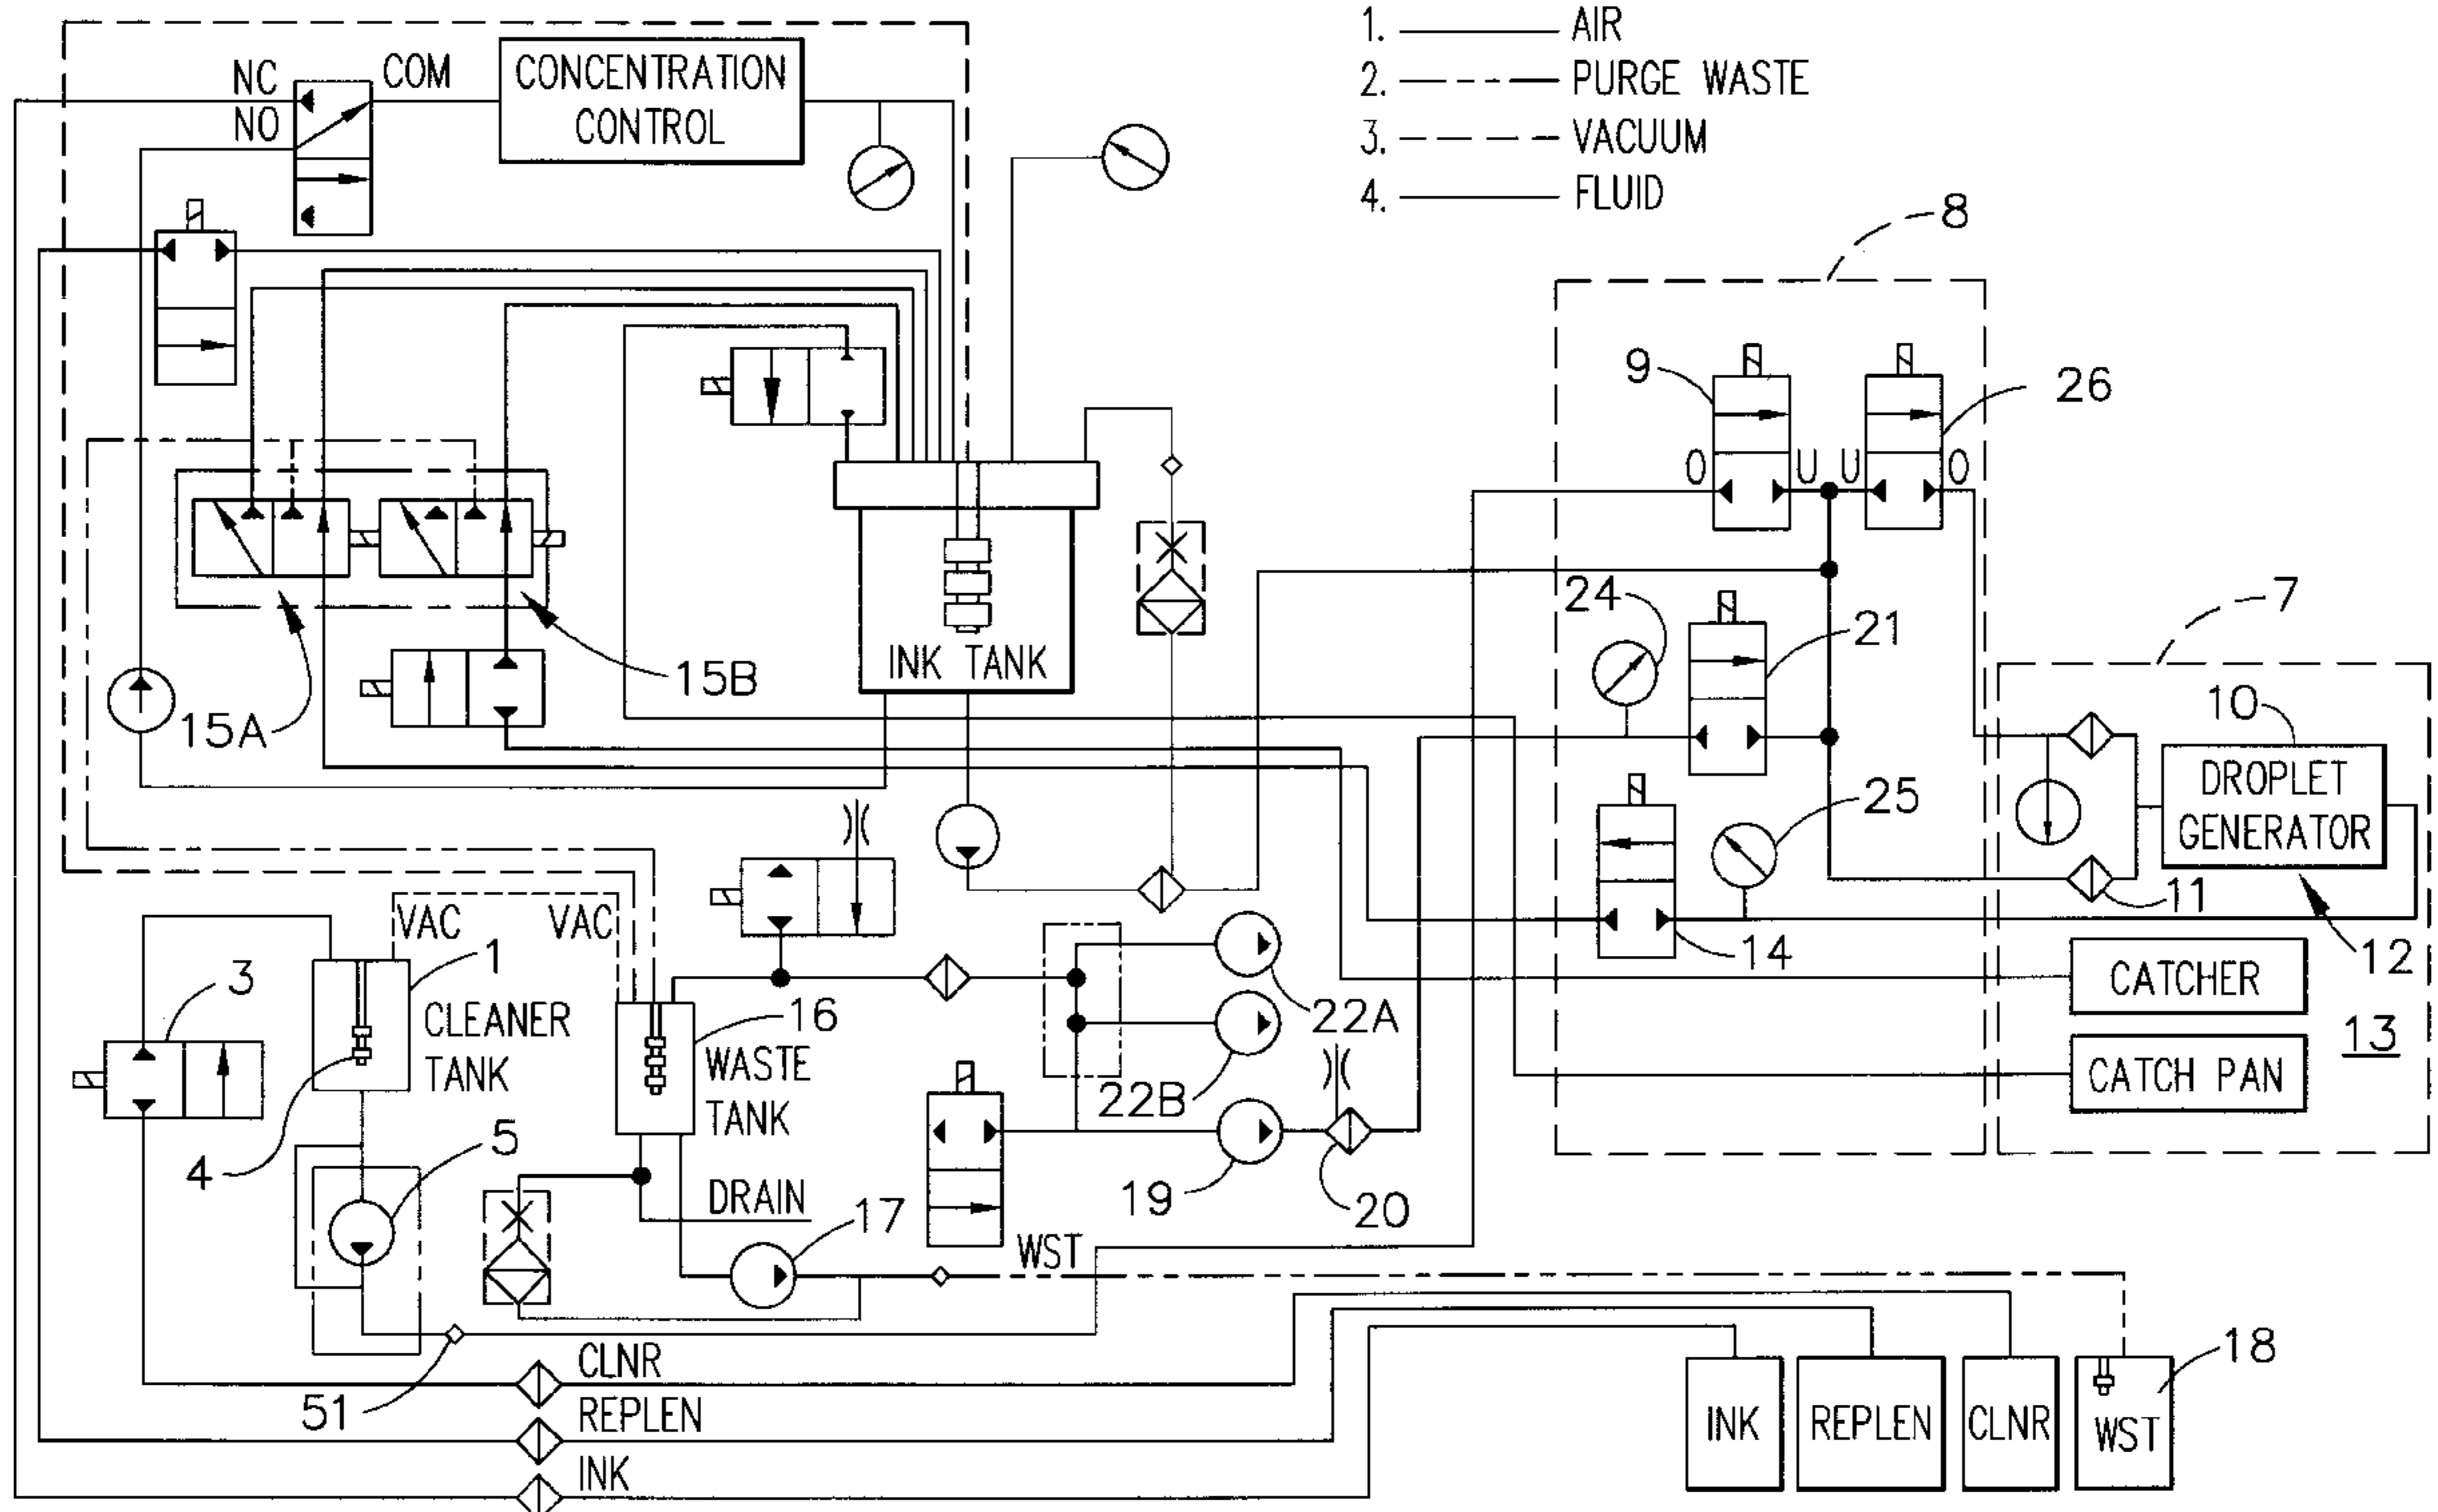 1. AIR
2. PURGE WASTE
3. VACUUM
4. FLUID
NC
COM
NO
CONCENTRATION
CONTROL
8
9
26
O
U
U
O
24
7
21
15B
INK TANK
15A
10
DROPLET
GENERATOR
25
11
VAC
VAC
1
14
12
3
CLEANER
TANK
16
WASTE
TANK
22A
CATCHER
13
22B
CATCH PAN
4
5
DRAIN
17
19
20
WST
18
51
CLNR
REPLEN
INK
INK
REPLEN
CLNR
WST